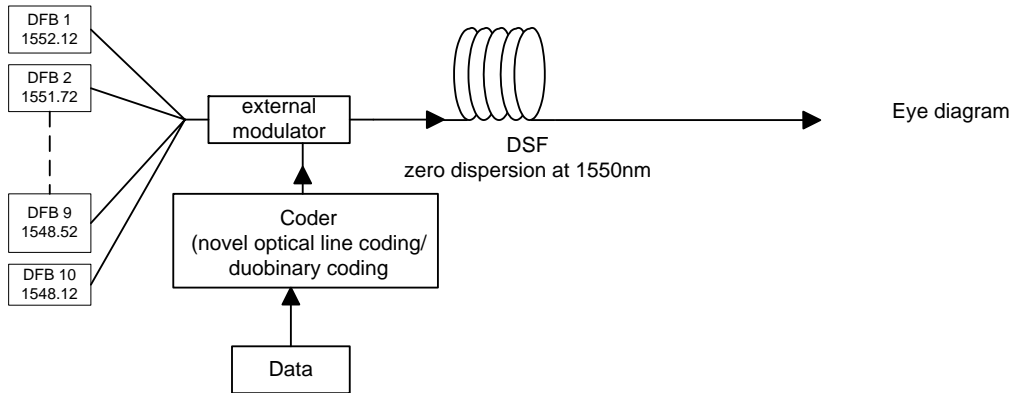 DFB 1
1552.12
DFB 2
1551.72
DFB 9
1548.52
DFB 10
1548.12
external
modulator
DSF
zero dispersion at 1550nm
Eye diagram
Coder
(novel optical line coding/
duobinary coding
Data